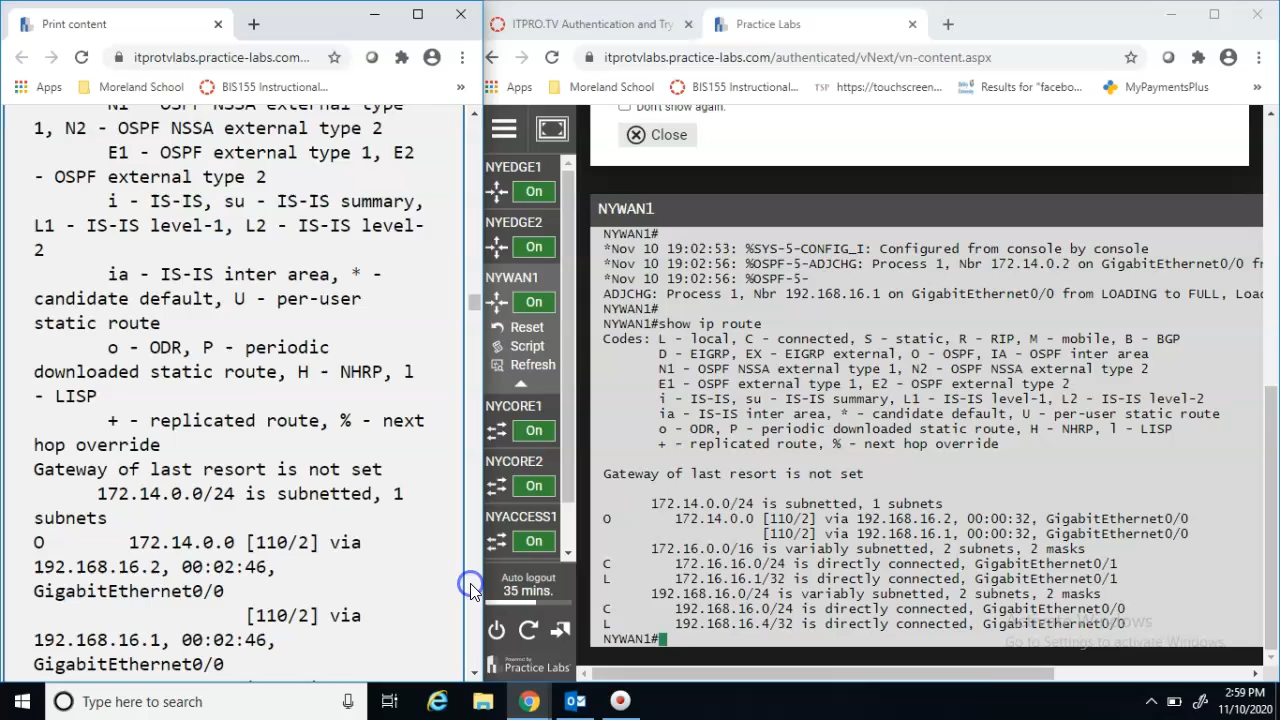 Print content
ITPRO.TV Authentication and Try
Practice Labs
itprotvlabs.practice-labs.com...
itprotvlabs.practice-labs.com/authenticated/vNext/vn-content.aspx
Apps
Moreland School
BIS155 Instructional...
»
Apps
Moreland School
BIS155 Instructional...
TSP
https://touchscreen...
Results for "facebo...
MyPaymentsPlus
»
N1 - OSPF NSSA external type
1, N2 - OSPF NSSA external type 2
E1 - OSPF external type 1, E2
- OSPF external type 2
i - IS-IS, su - IS-IS summary,
L1 - IS-IS level-1, L2 - IS-IS level-
2
ia - IS-IS inter area, * -
candidate default, U - per-user
static route
o - ODR, P - periodic
downloaded static route, H - NHRP, l
- LISP
+ - replicated route, % - next
hop override
Gateway of last resort is not set
172.14.0.0/24 is subnetted, 1
subnets
O 172.14.0.0 [110/2] via
192.168.16.2, 00:02:46,
GigabitEthernet0/0
[110/2] via
192.168.16.1, 00:02:46,
GigabitEthernet0/0
NYEDGE1
On
NYEDGE2
On
NYWAN1
On
Reset
Script
Refresh
NYCORE1
On
NYCORE2
On
NYACCESS1
On
Auto logout
35 mins.
Powered by
Practice Labs
Don't show again.
Close
NYWAN1
NYWAN1#
*Nov 10 19:02:53: %SYS-5-CONFIG_I: Configured from console by console
*Nov 10 19:02:56: %OSPF-5-ADJCHG: Process 1, Nbr 172.14.0.2 on GigabitEthernet0/0 fr
*Nov 10 19:02:56: %OSPF-5-
ADJCHG: Process 1, Nbr 192.168.16.1 on GigabitEthernet0/0 from LOADING to FULL, Load
NYWAN1#
NYWAN1#show ip route
Codes: L - local, C - connected, S - static, R - RIP, M - mobile, B - BGP
D - EIGRP, EX - EIGRP external, O - OSPF, IA - OSPF inter area
N1 - OSPF NSSA external type 1, N2 - OSPF NSSA external type 2
E1 - OSPF external type 1, E2 - OSPF external type 2
i - IS-IS, su - IS-IS summary, L1 - IS-IS level-1, L2 - IS-IS level-2
ia - IS-IS inter area, * - candidate default, U - per-user static route
o - ODR, P - periodic downloaded static route, H - NHRP, l - LISP
+ - replicated route, % - next hop override
Gateway of last resort is not set
172.14.0.0/24 is subnetted, 1 subnets
O 172.14.0.0 [110/2] via 192.168.16.2, 00:00:32, GigabitEthernet0/0
[110/2] via 192.168.16.1, 00:00:32, GigabitEthernet0/0
172.16.0.0/16 is variably subnetted, 2 subnets, 2 masks
C 172.16.16.0/24 is directly connected, GigabitEthernet0/1
L 172.16.16.1/32 is directly connected, GigabitEthernet0/1
192.168.16.0/24 is variably subnetted, 2 subnets, 2 masks
C 192.168.16.0/24 is directly connected, GigabitEthernet0/0
L 192.168.16.4/32 is directly connected, GigabitEthernet0/0
NYWAN1#
Activate Windows
Go to Settings to activate Windows.
Type here to search
2:59 PM
11/10/2020